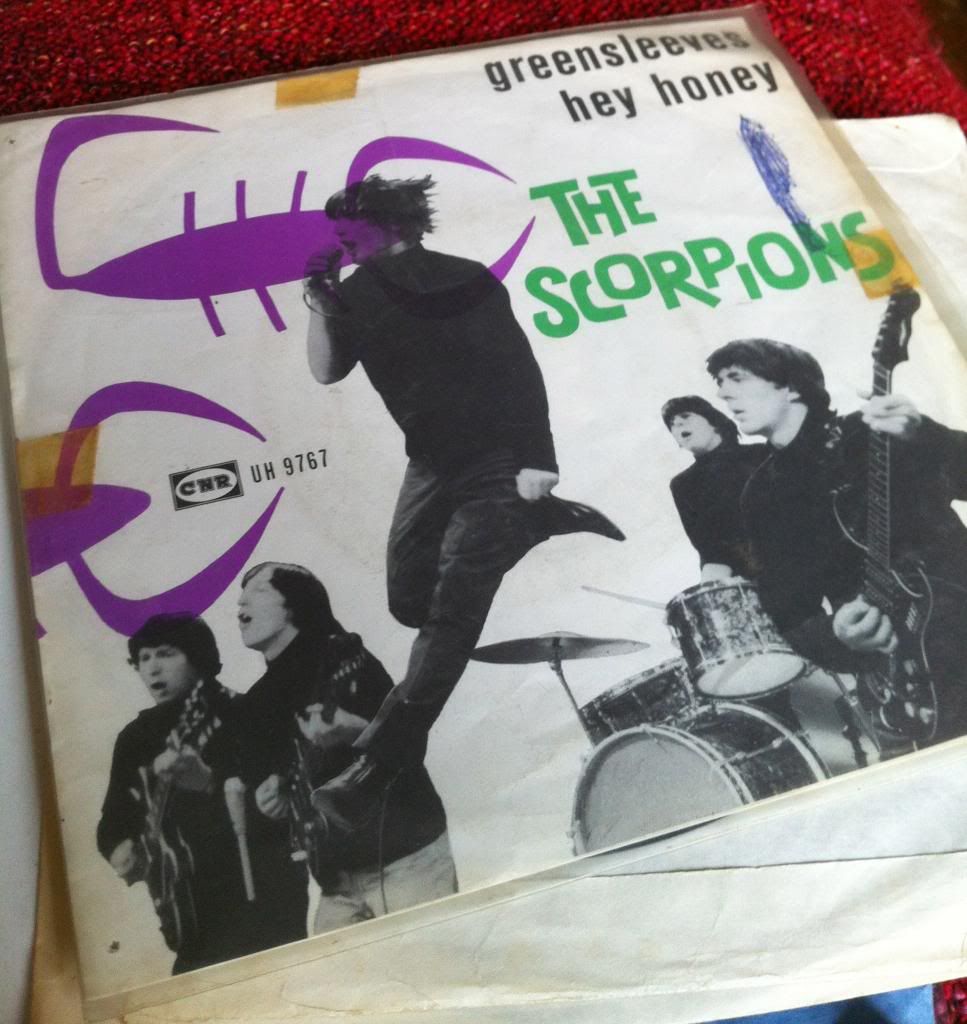 greensleeves
hey honey
THE
SCORPIONS
CNR UH 9767